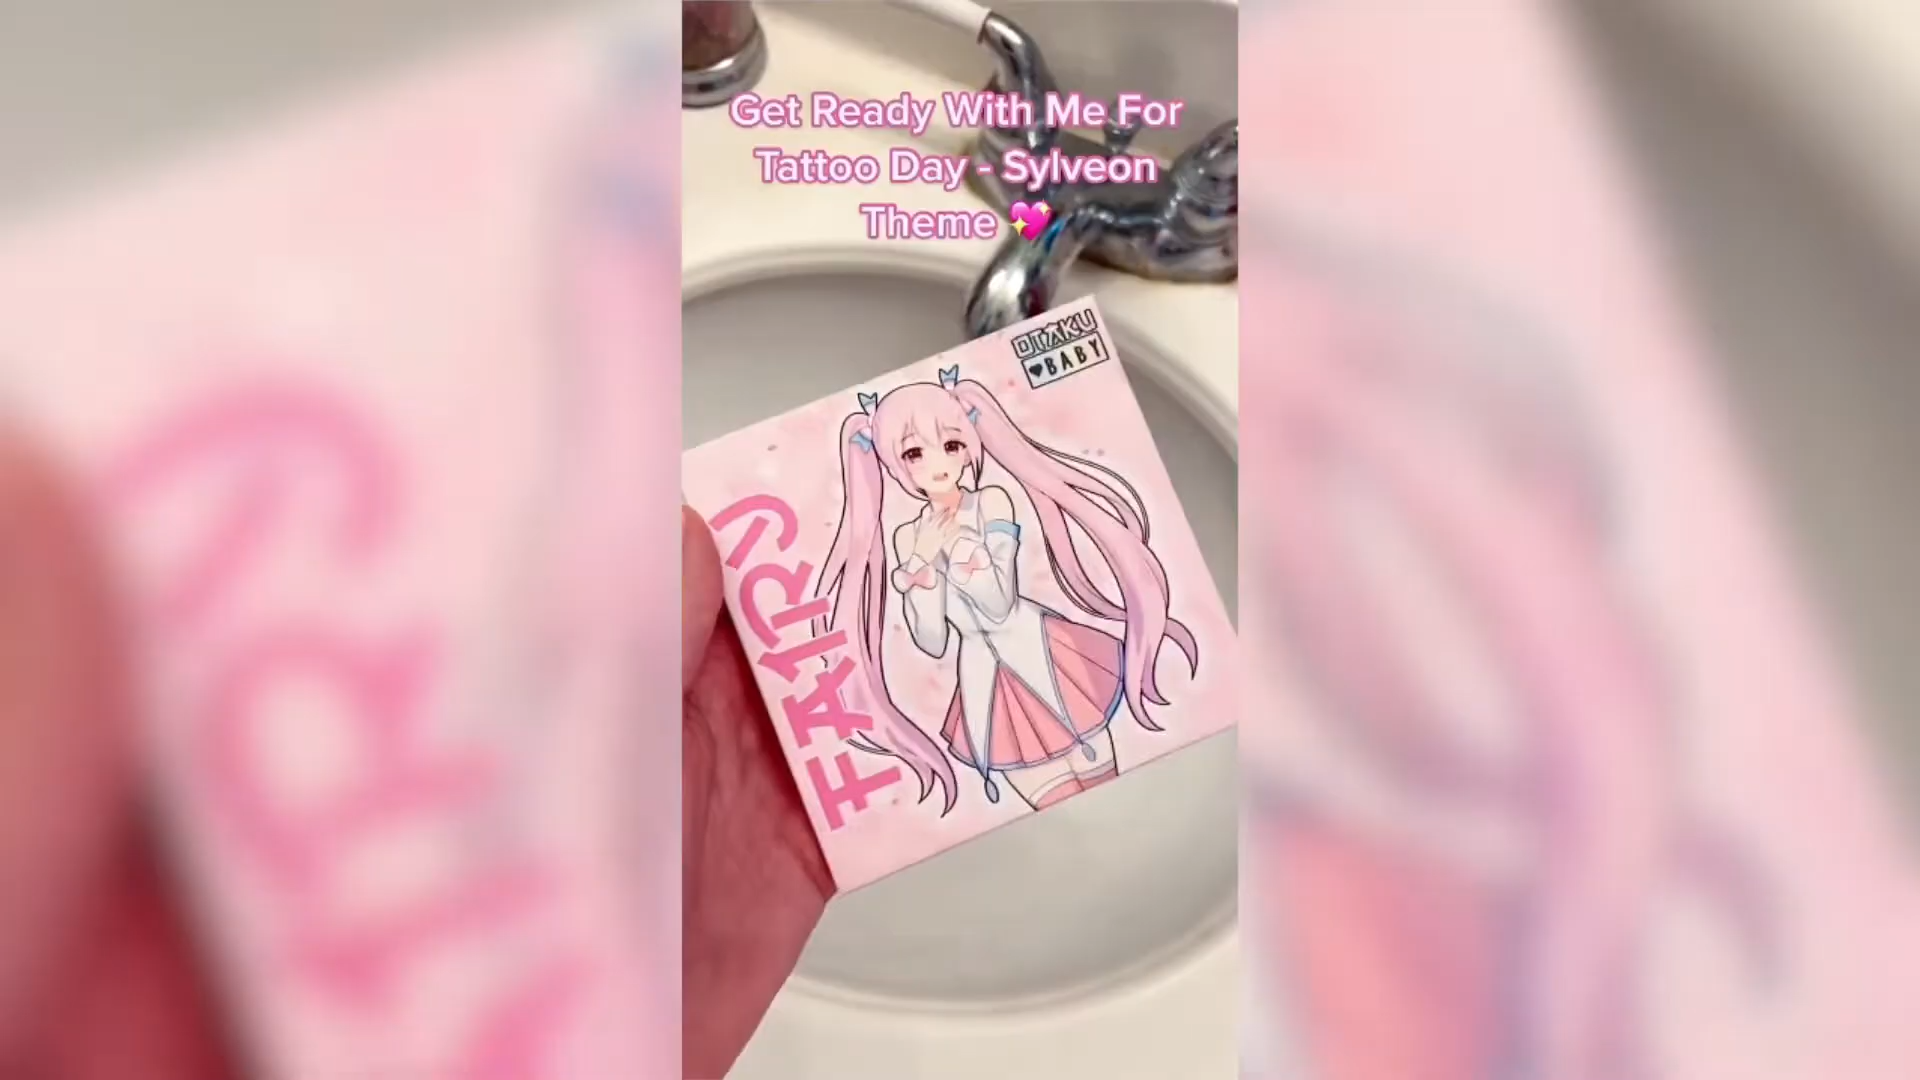 Get Ready With Me For
Tattoo Day - Sylveon
Theme 💖
OTAKU
♥BABY
FAIRY